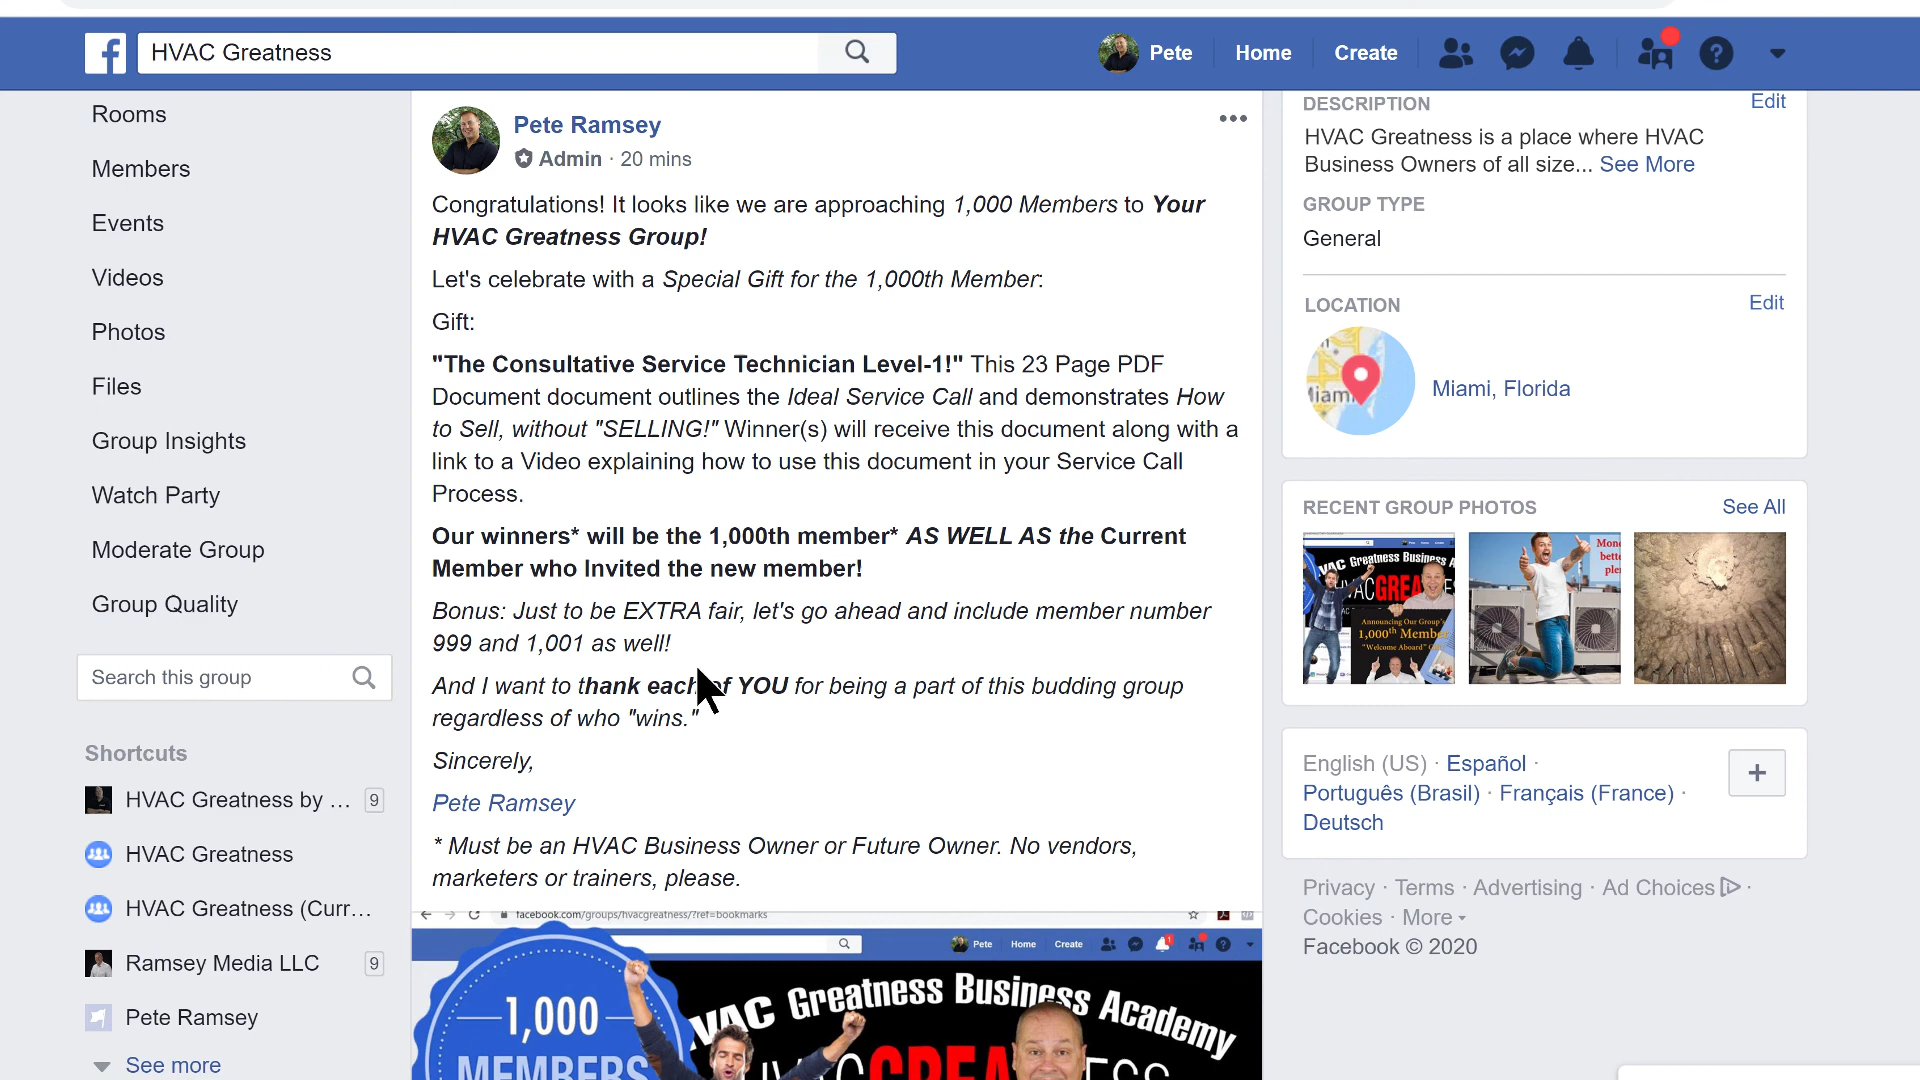 HVAC Greatness
Pete
Home
Create
Rooms
Members
Events
Videos
Photos
Files
Group Insights
Watch Party
Moderate Group
Group Quality
Search this group
Shortcuts
HVAC Greatness by ... 9
HVAC Greatness
HVAC Greatness (Curr...
Ramsey Media LLC 9
Pete Ramsey
See more
Pete Ramsey
Admin · 20 mins
Congratulations! It looks like we are approaching 1,000 Members to Your
HVAC Greatness Group!
Let's celebrate with a Special Gift for the 1,000th Member:
Gift:
"The Consultative Service Technician Level-1!" This 23 Page PDF
Document document outlines the Ideal Service Call and demonstrates How
to Sell, without "SELLING!" Winner(s) will receive this document along with a
link to a Video explaining how to use this document in your Service Call
Process.
Our winners* will be the 1,000th member* AS WELL AS the Current
Member who Invited the new member!
Bonus: Just to be EXTRA fair, let's go ahead and include member number
999 and 1,001 as well!
And I want to thank each of YOU for being a part of this budding group
regardless of who "wins."
Sincerely,
Pete Ramsey
* Must be an HVAC Business Owner or Future Owner. No vendors,
marketers or trainers, please.
facebook.com/groups/hvacgreatness/?ref=bookmarks
Pete Home Create 1
1,000
MEMBERS
HVAC Greatness Business Academy
DESCRIPTION
Edit
HVAC Greatness is a place where HVAC
Business Owners of all size... See More
GROUP TYPE
General
LOCATION
Edit
Miami, Florida
RECENT GROUP PHOTOS
See All
Greatness Business
Announcing Our Group's
1,000th Member
"Welcome Aboard"
English (US) · Español ·
Português (Brasil) · Français (France) ·
Deutsch
+
Privacy · Terms · Advertising · Ad Choices ·
Cookies · More
Facebook © 2020